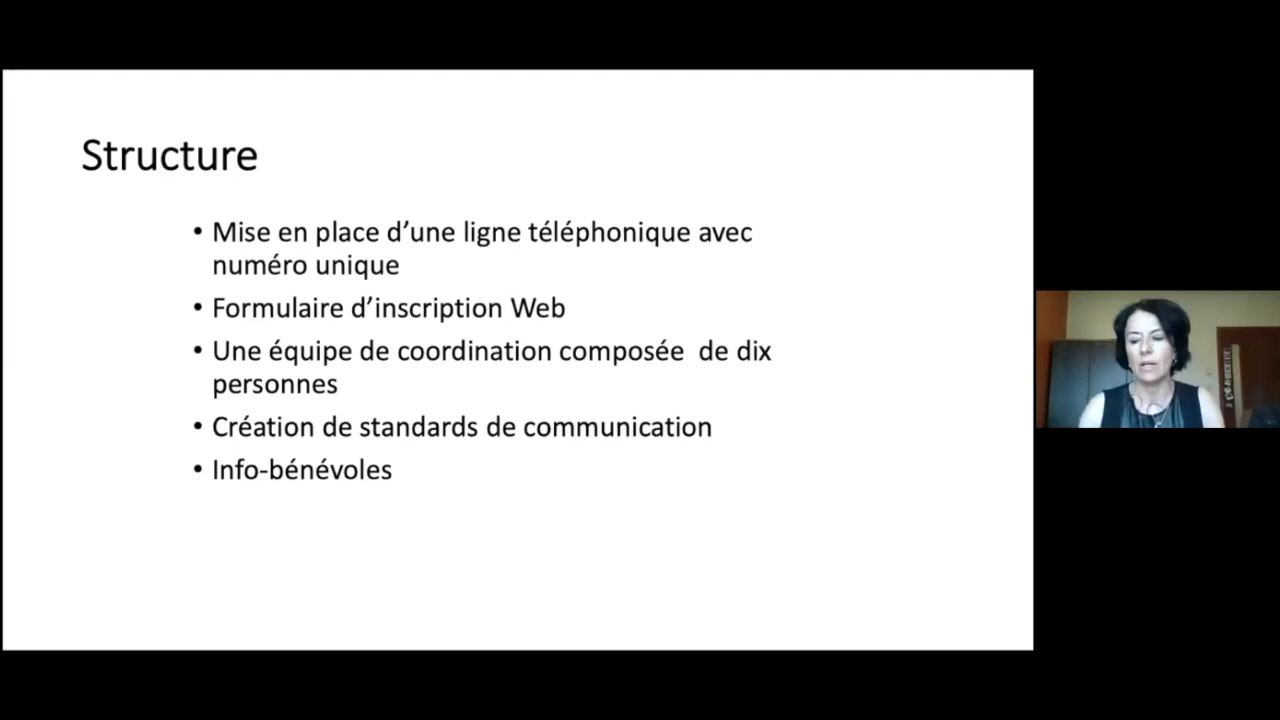 Structure
• Mise en place d’une ligne téléphonique avec
numéro unique
• Formulaire d’inscription Web
• Une équipe de coordination composée  de dix
personnes
• Création de standards de communication
• Info-bénévoles